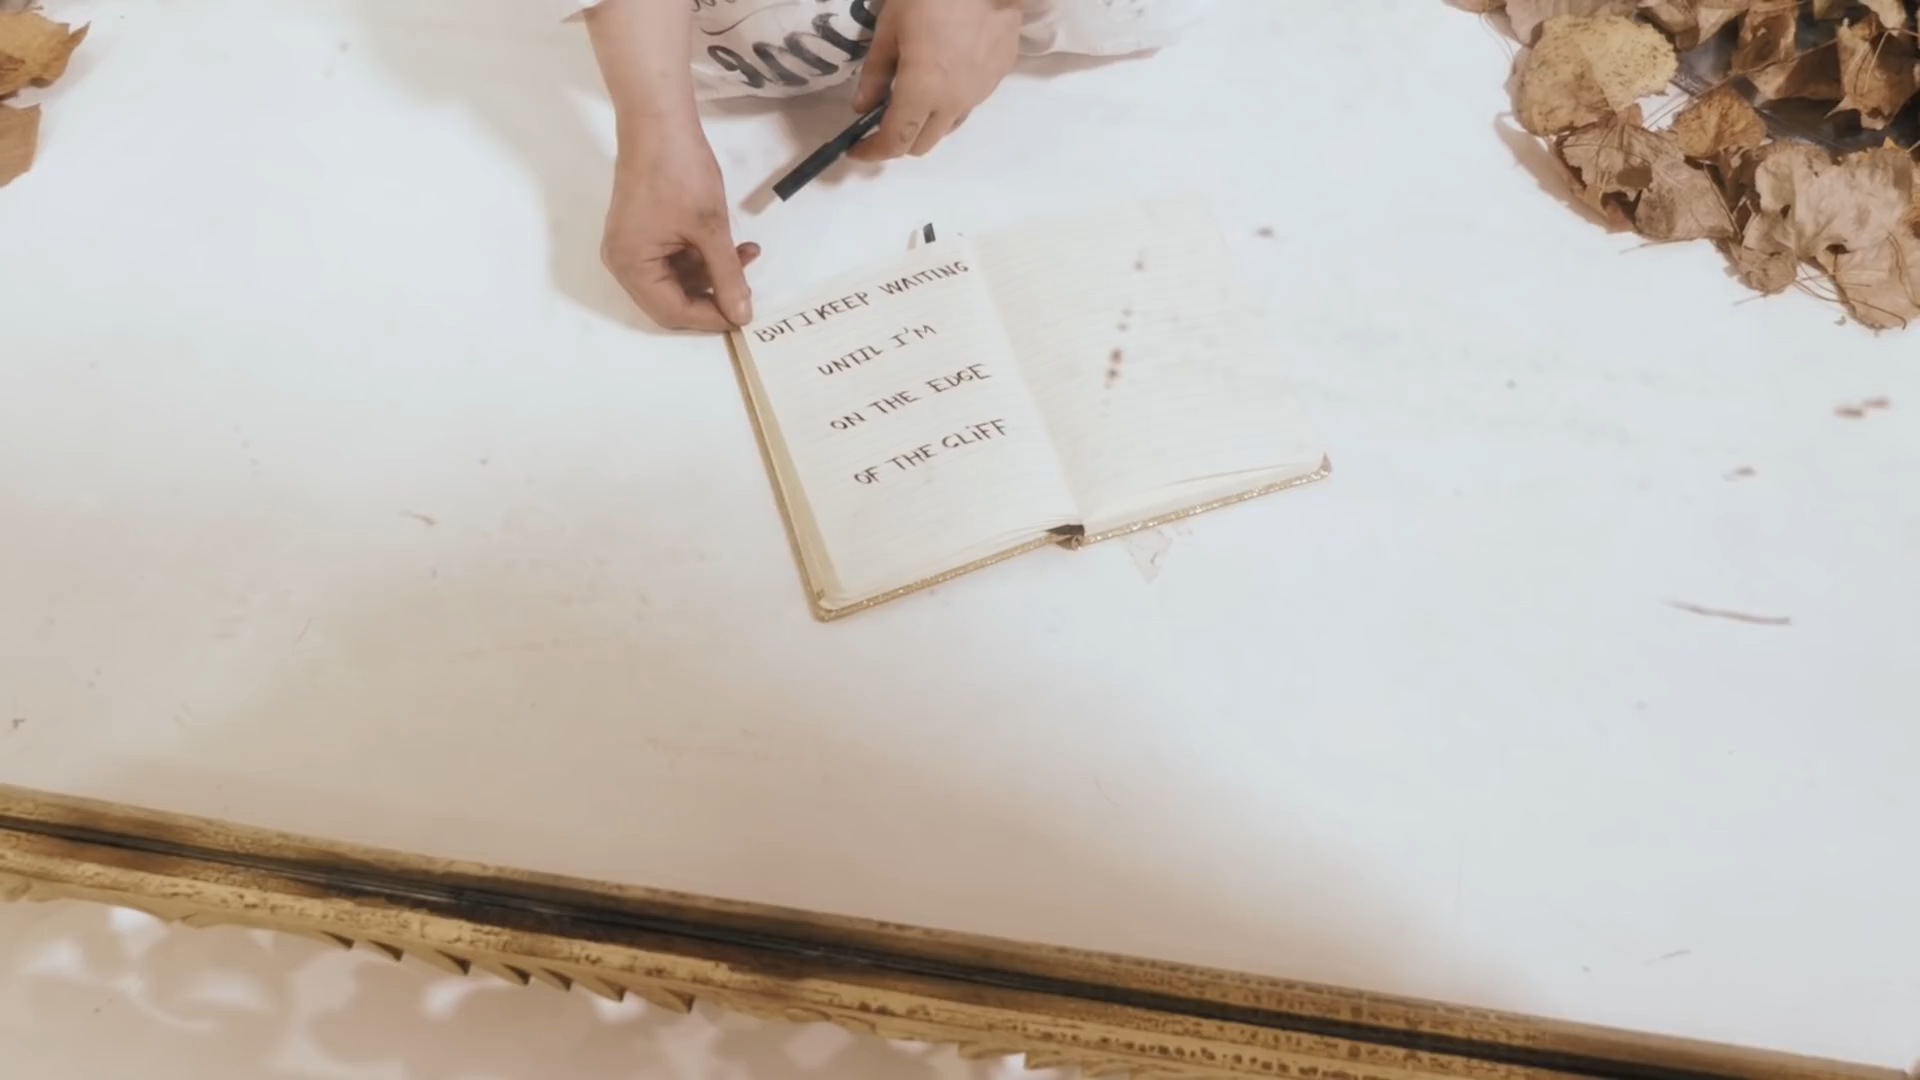 BUT I KEEP WAITING
UNTIL I'M
ON THE EDGE
OF THE CLIFF